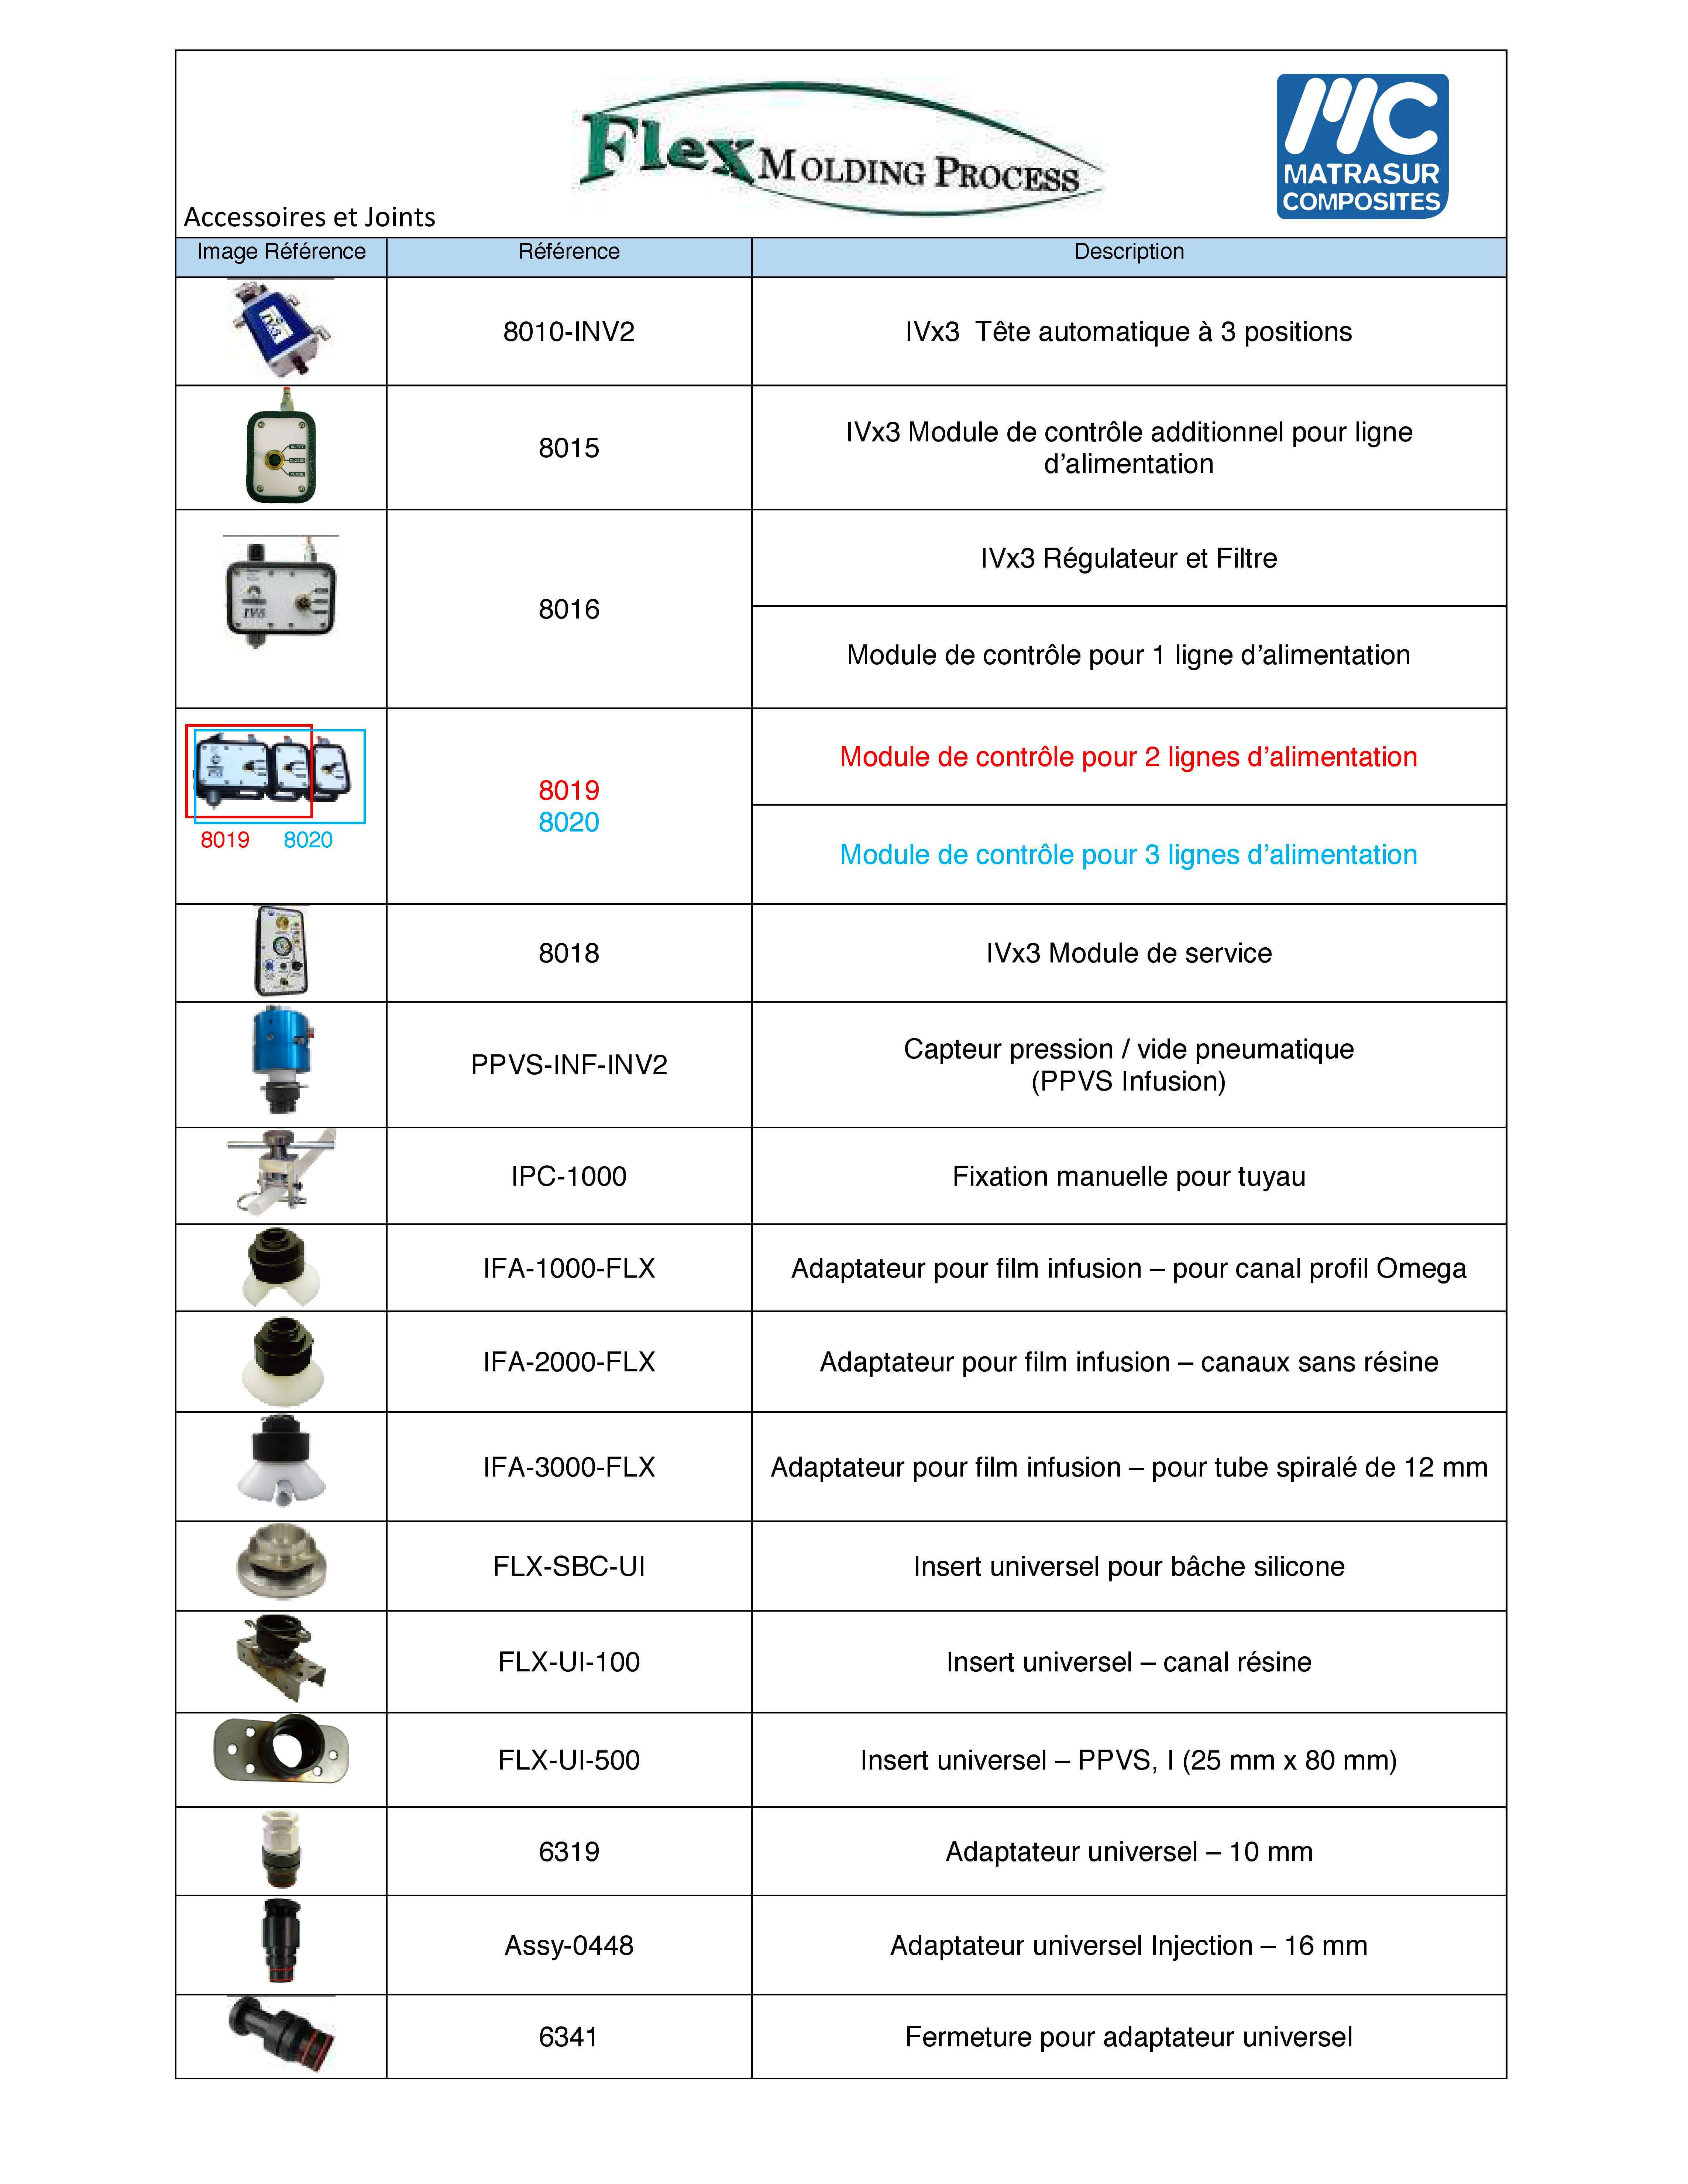 Flex MOLDING PROCESS
MC
MATRASUR
COMPOSITES
Accessoires et Joints
Image Référence
Référence
Description
8010-INV2
IVx3 Tête automatique à 3 positions
8015
IVx3 Module de contrôle additionnel pour ligne
d’alimentation
8016
IVx3 Régulateur et Filtre
Module de contrôle pour 1 ligne d’alimentation
8019
8020
8019
8020
Module de contrôle pour 2 lignes d’alimentation
Module de contrôle pour 3 lignes d’alimentation
8018
IVx3 Module de service
PPVS-INF-INV2
Capteur pression / vide pneumatique
(PPVS Infusion)
IPC-1000
Fixation manuelle pour tuyau
IFA-1000-FLX
Adaptateur pour film infusion – pour canal profil Omega
IFA-2000-FLX
Adaptateur pour film infusion – canaux sans résine
IFA-3000-FLX
Adaptateur pour film infusion – pour tube spiralé de 12 mm
FLX-SBC-UI
Insert universel pour bâche silicone
FLX-UI-100
Insert universel – canal résine
FLX-UI-500
Insert universel – PPVS, I (25 mm x 80 mm)
6319
Adaptateur universel – 10 mm
Assy-0448
Adaptateur universel Injection – 16 mm
6341
Fermeture pour adaptateur universel